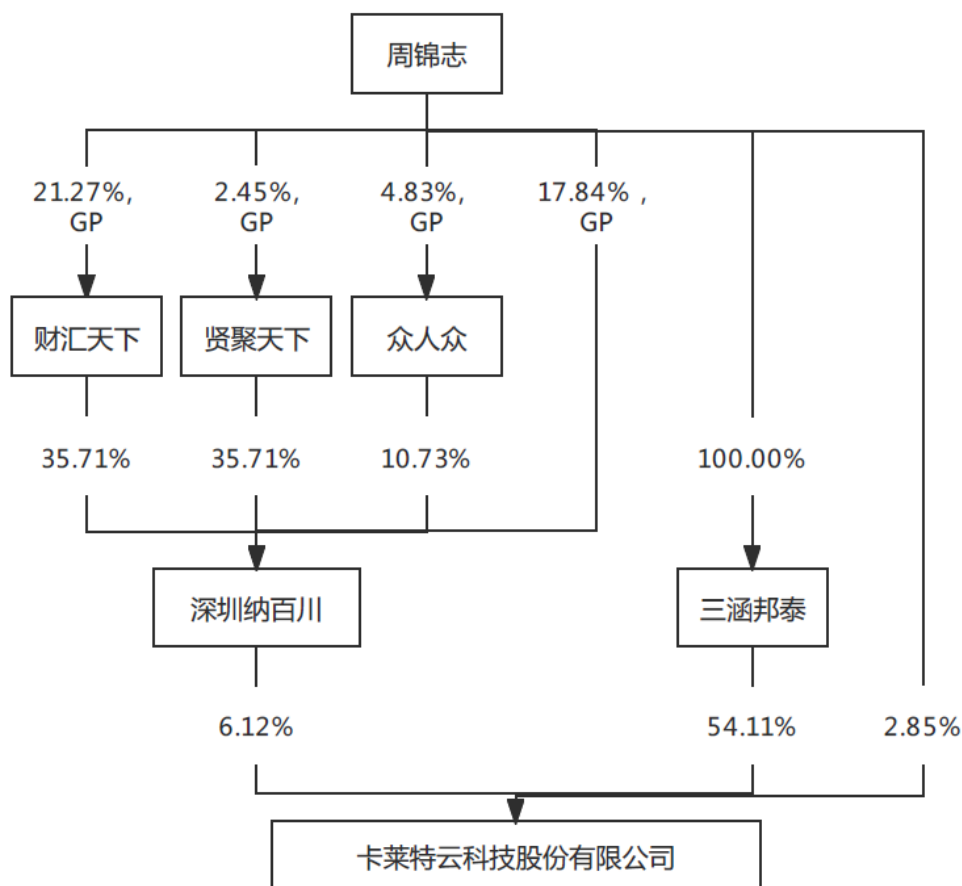 周锦志
21.27%,
GP
2.45%,
GP
4.83%,
GP
17.84% ,
GP
财汇天下
贤聚天下
众人众
35.71%
35.71%
10.73%
100.00%
深圳纳百川
三涵邦泰
6.12%
54.11%
2.85%
卡莱特云科技股份有限公司